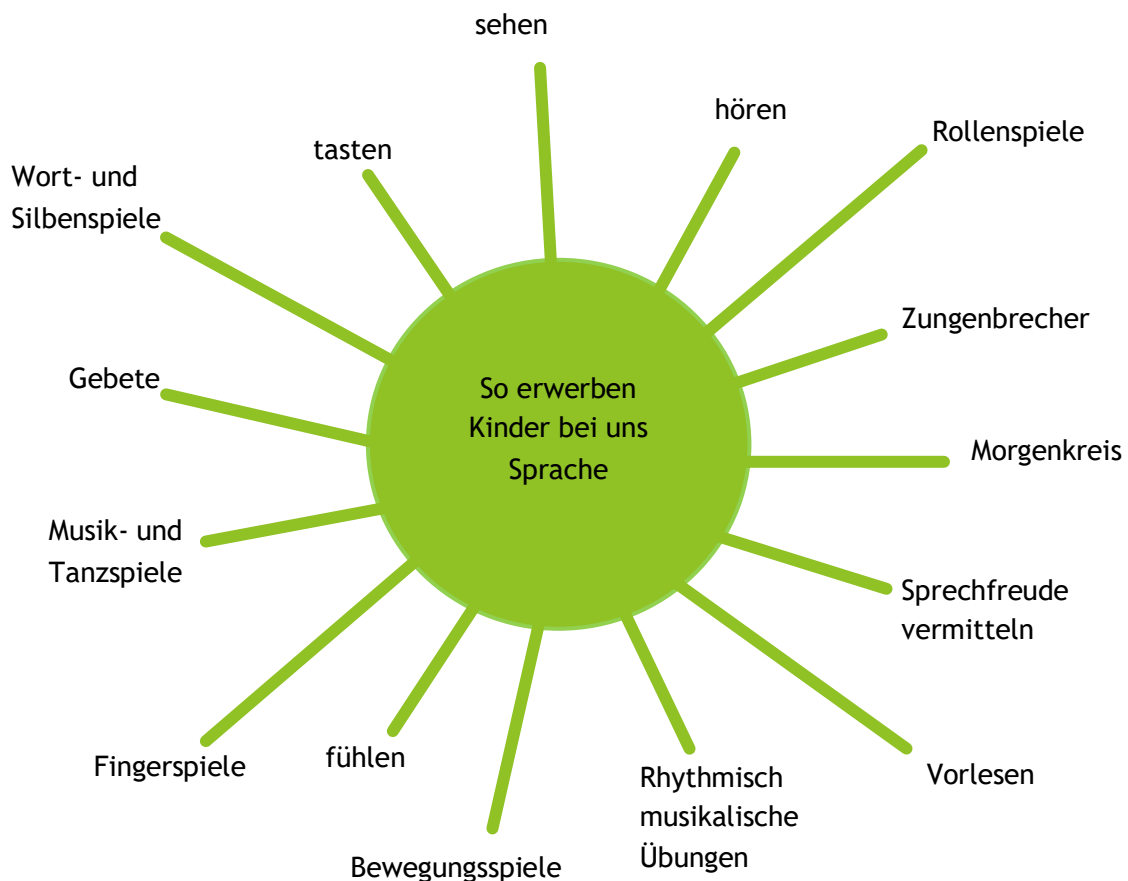 sehen
hören
Rollenspiele
tasten
Wort- und
Silbenspiele
Zungenbrecher
Gebete
So erwerben
Kinder bei uns
Sprache
Morgenkreis
Musik- und
Tanzspiele
Sprechfreude
vermitteln
Fingerspiele
fühlen
Rhythmisch
musikalische
Übungen
Vorlesen
Bewegungsspiele